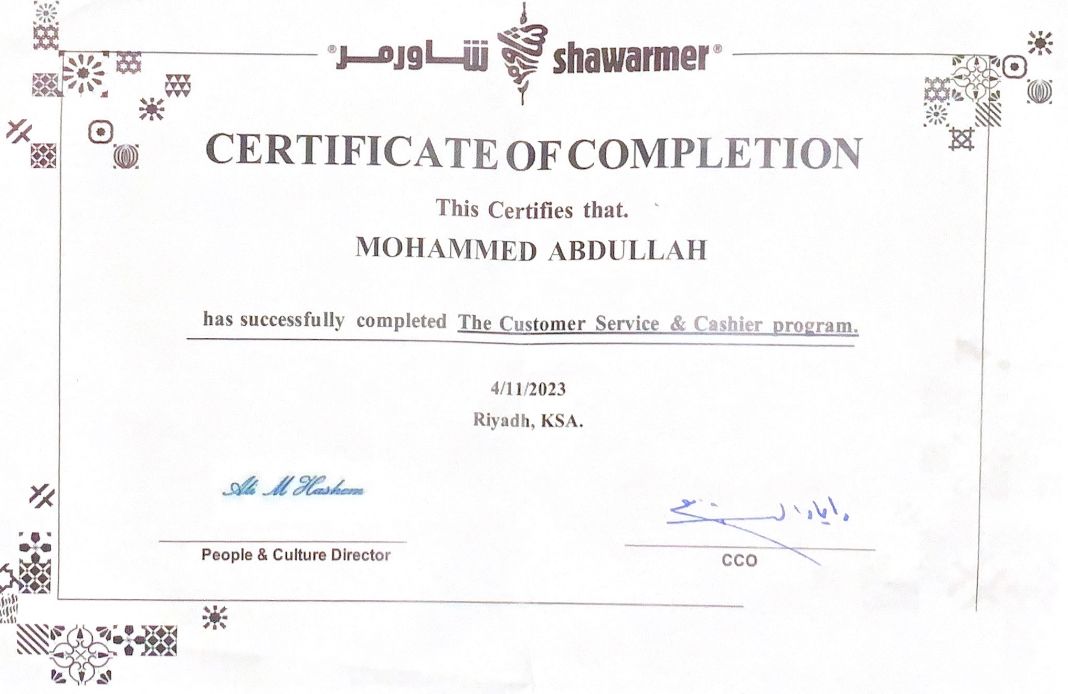 شاورمر® shawarmer®
CERTIFICATE OF COMPLETION
This Certifies that.
MOHAMMED ABDULLAH
has successfully completed The Customer Service & Cashier program.
4/11/2023
Riyadh, KSA.
Ali M Hashem
People & Culture Director
CCO